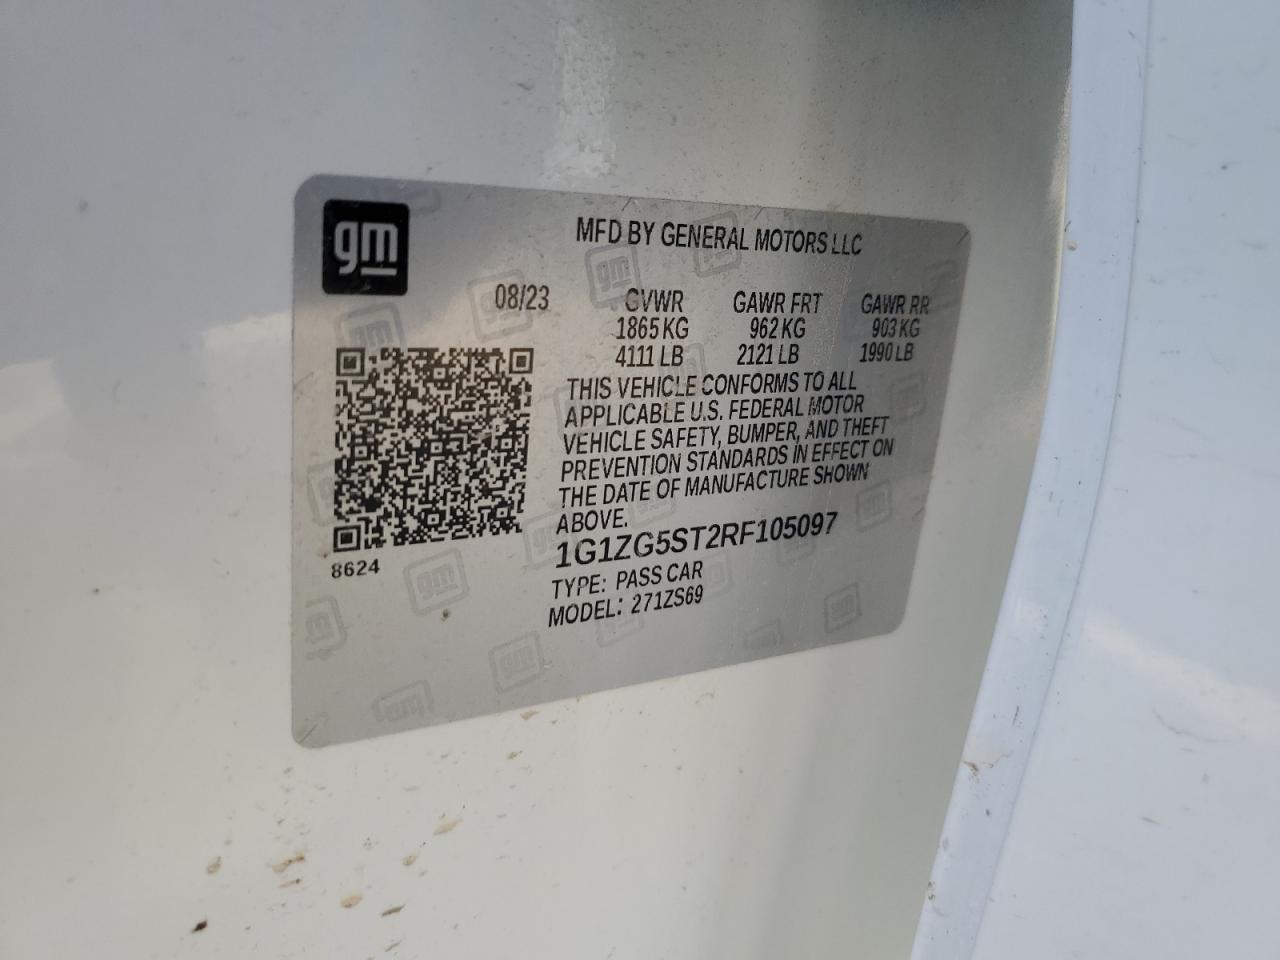 gm
MFD BY GENERAL MOTORS LLC
08/23 GVWR GAWR FRT GAWR RR
1865 KG 962 KG 903 KG
4111 LB 2121 LB 1990 LB
THIS VEHICLE CONFORMS TO ALL
APPLICABLE U.S. FEDERAL MOTOR
VEHICLE SAFETY, BUMPER, AND THEFT
PREVENTION STANDARDS IN EFFECT ON
THE DATE OF MANUFACTURE SHOWN
ABOVE.
1G1ZG5ST2RF105097
8624
TYPE: PASS CAR
MODEL: 271ZS69